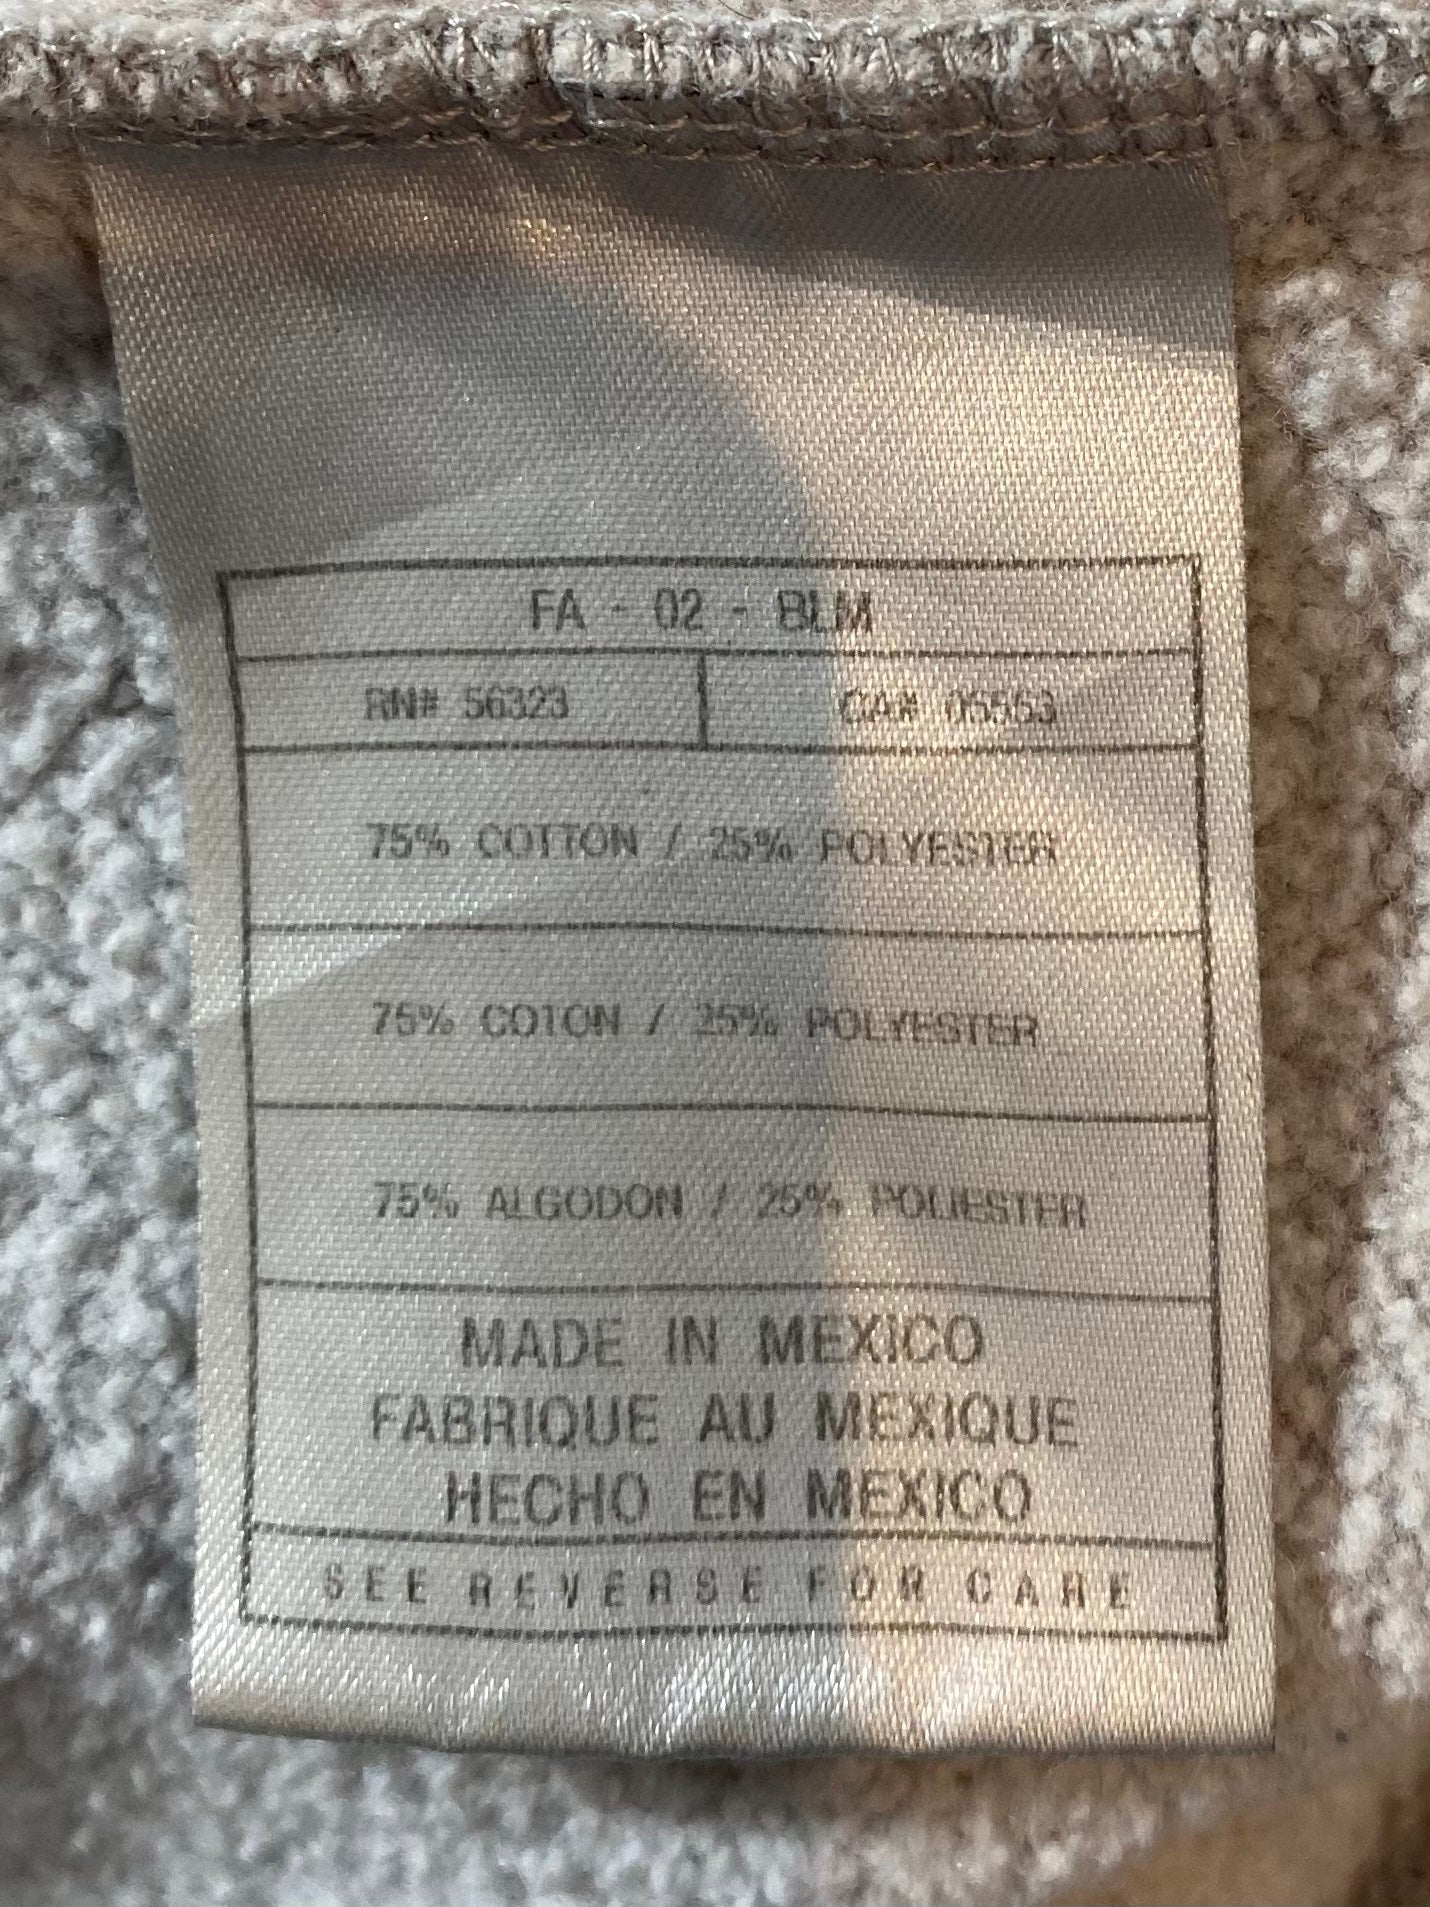 FA - 02 - BLM
RN# 56323 CA# 05553
75% COTTON / 25% POLYESTER
75% COTON / 25% POLYESTER
75% ALGODON / 25% POLIESTER
MADE IN MEXICO
FABRIQUE AU MEXIQUE
HECHO EN MEXICO
SEE REVERSE FOR CARE